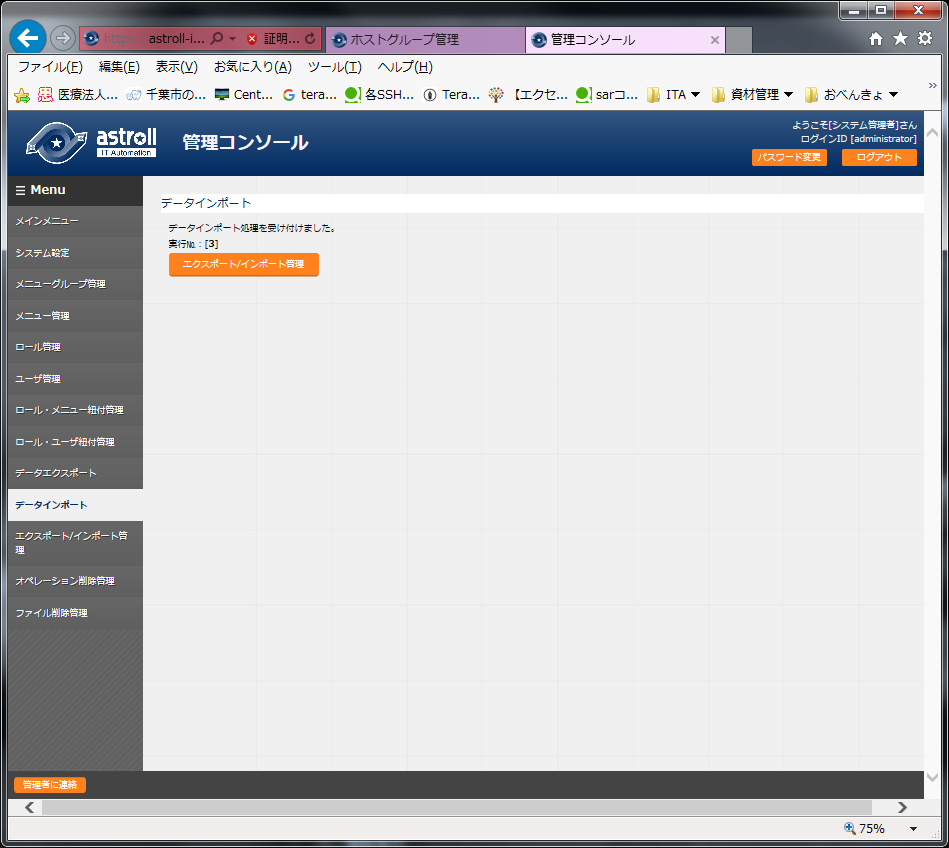 https: astroll-i... 証明...
ホストグループ管理
管理コンソール
ファイル(F) 編集(E) 表示(V) お気に入り(A) ツール(T) ヘルプ(H)
医療法人... 千葉市の... Cent... tera... 各SSH... Tera... 【エクセ... sarコ... ITA 資材管理 おべんきょ
astroll
IT Automation
管理コンソール
ようこそ[システム管理者]さん
ログインID [administrator]
パスワード変更 ログアウト
Menu
メインメニュー
システム設定
メニューグループ管理
メニュー管理
ロール管理
ユーザ管理
ロール・メニュー紐付管理
ロール・ユーザ紐付管理
データエクスポート
データインポート
エクスポート/インポート管
理
オペレーション削除管理
ファイル削除管理
データインポート
データインポート処理を受け付けました。
実行№：[3]
エクスポート/インポート管理
管理者に連絡
75%